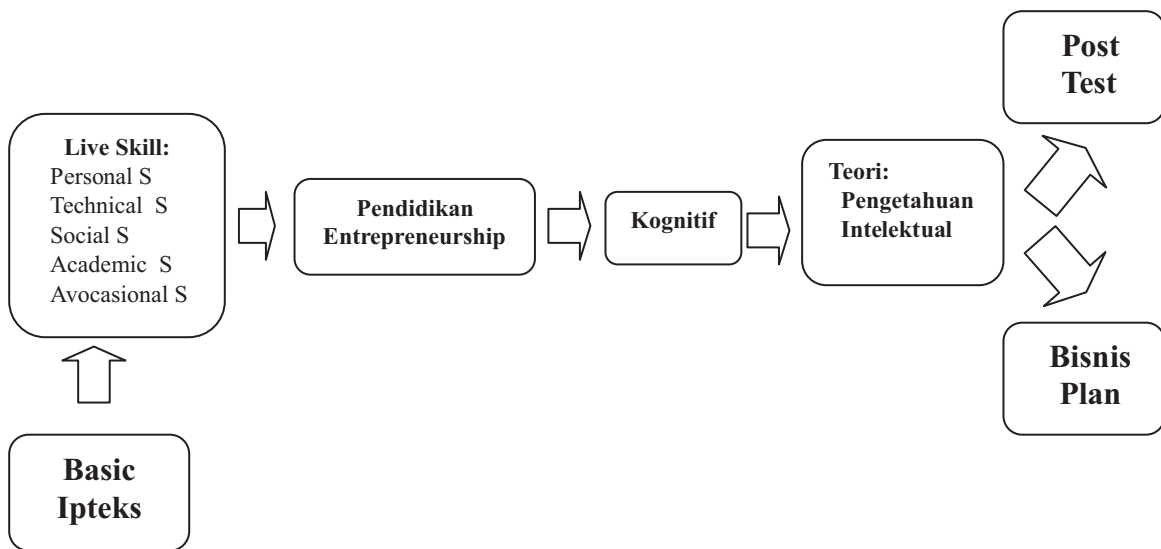 Live Skill:
Personal S
Technical S
Social S
Academic S
Avocasional S
Basic
Ipteks
Pendidikan
Entrepreneurship
Kognitif
Teori:
Pengetahuan
Intelektual
Post
Test
Bisnis
Plan